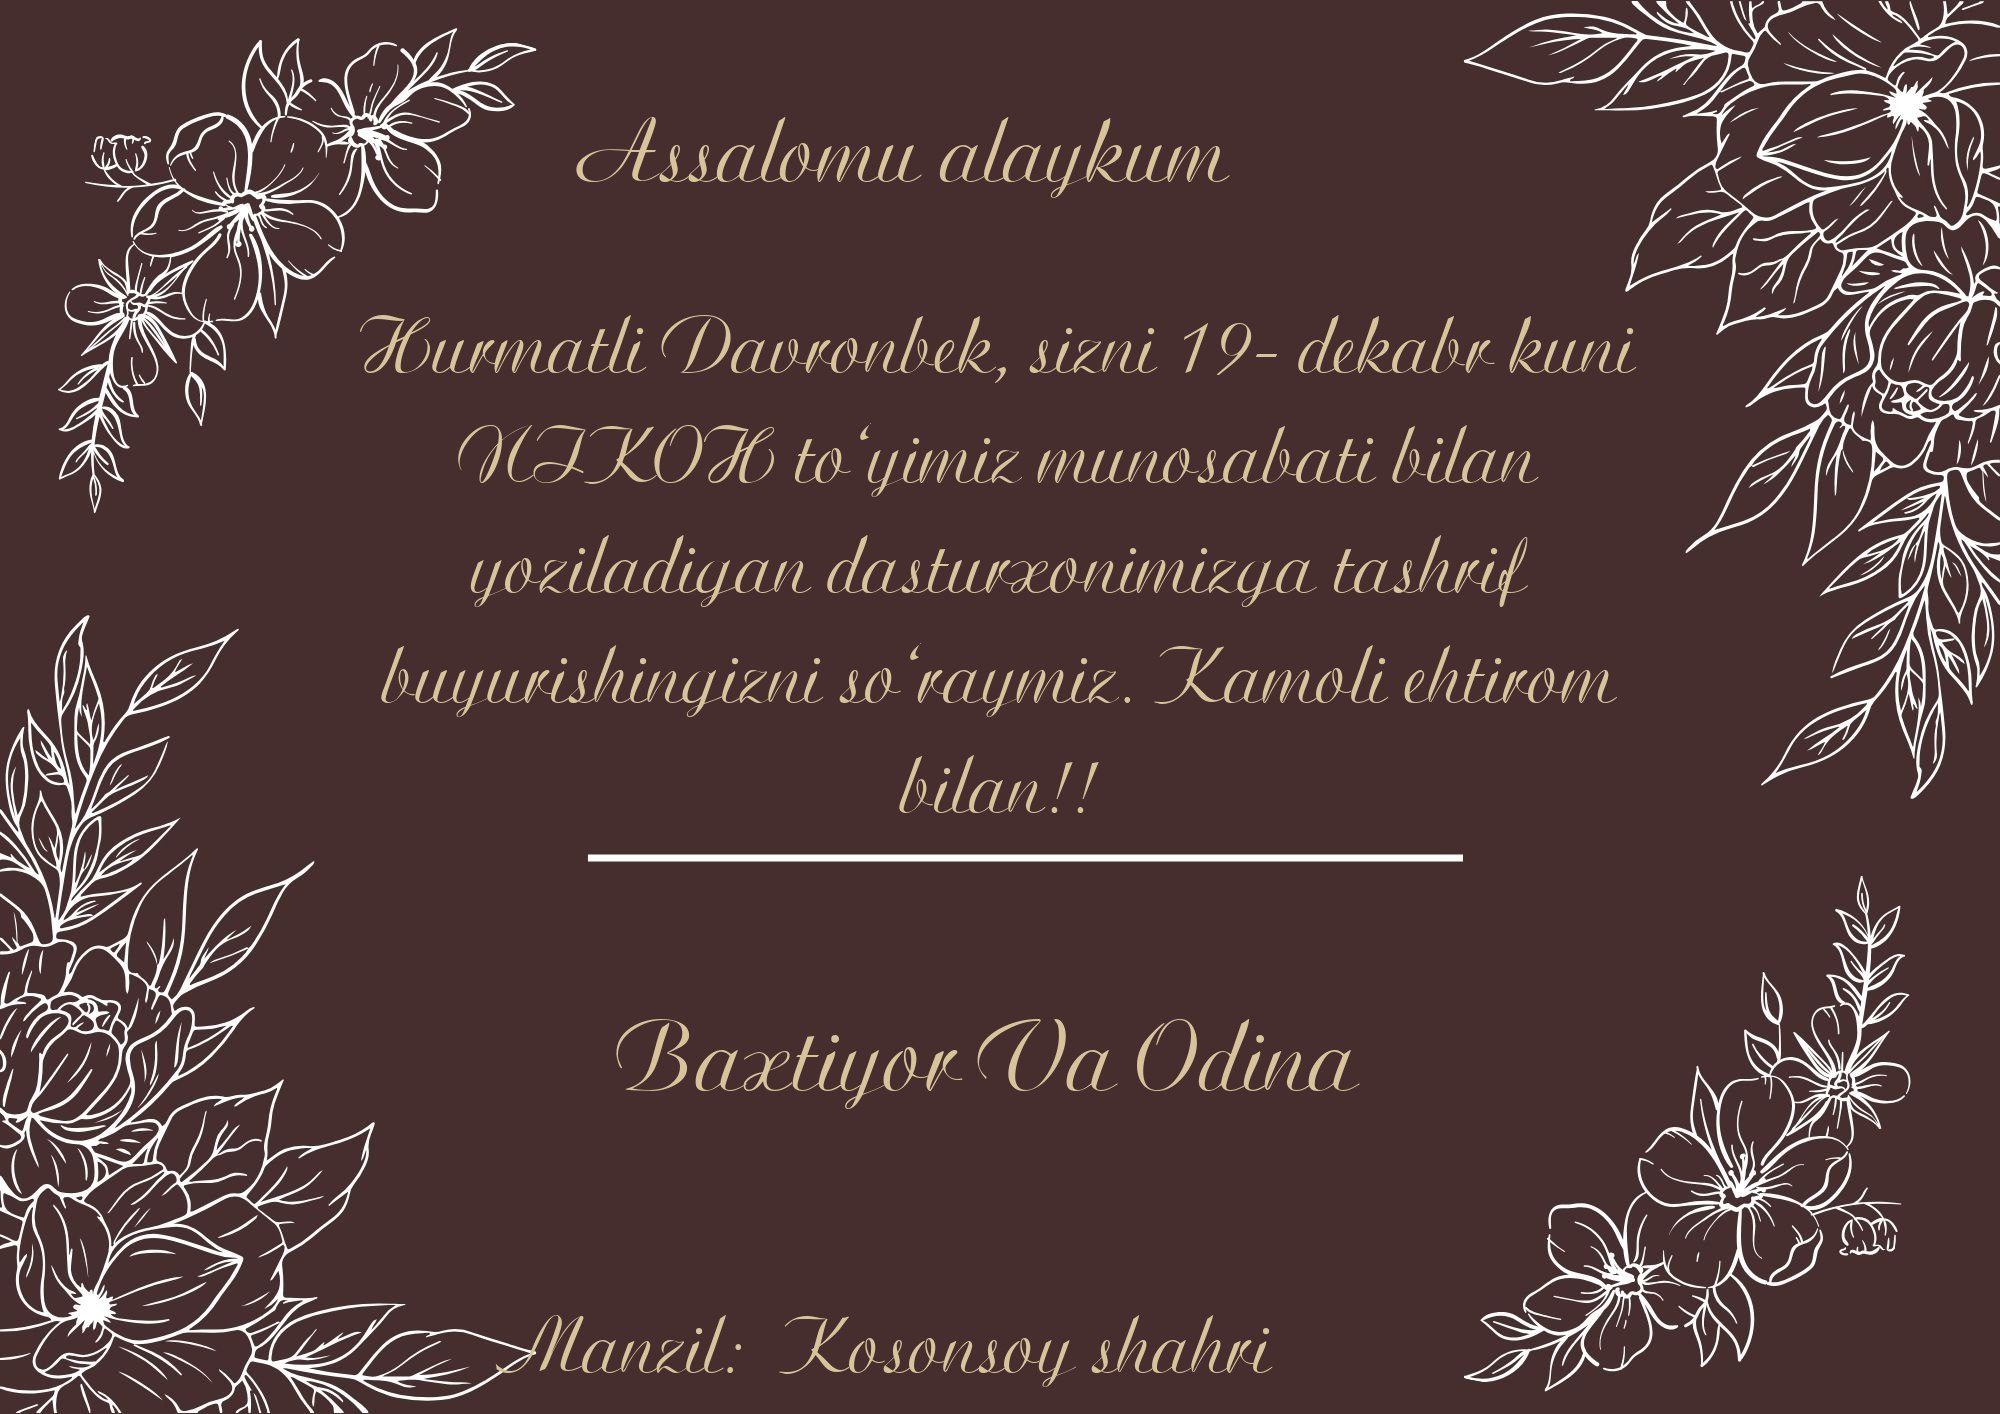 Assalomu alaykum
Hurmatli Davronbek, sizni 19- dekabr kuni
NIKOH to‘yimiz munosabati bilan
yoziladigan dasturxonimizga tashrif
buyurishingizni so‘raymiz. Kamoli ehtirom
bilan!!
Baxtiyor Va Odina
Manzil: Kosonsoy shahri